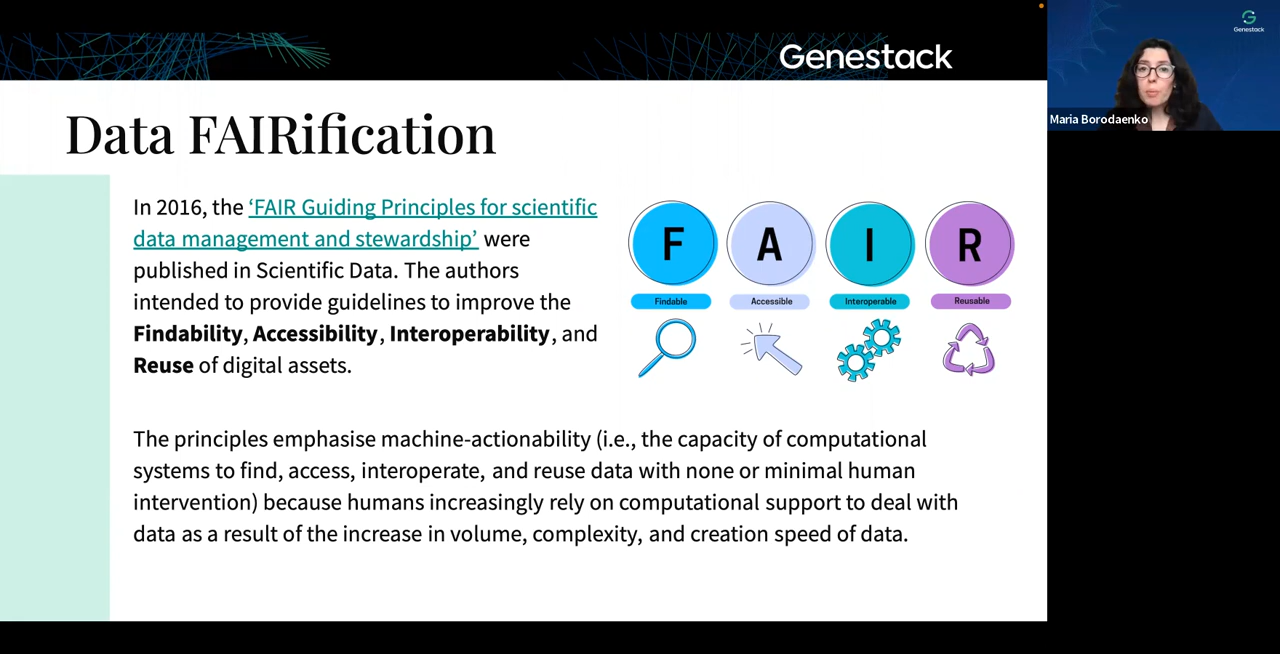 Genestack
Genestack
Maria Borodaenko
Data FAIRification
In 2016, the ‘FAIR Guiding Principles for scientific
data management and stewardship’ were
published in Scientific Data. The authors
intended to provide guidelines to improve the
Findability, Accessibility, Interoperability, and
Reuse of digital assets.
F A I R
Findable Accessible Interoperable Reusable
The principles emphasise machine-actionability (i.e., the capacity of computational
systems to find, access, interoperate, and reuse data with none or minimal human
intervention) because humans increasingly rely on computational support to deal with
data as a result of the increase in volume, complexity, and creation speed of data.